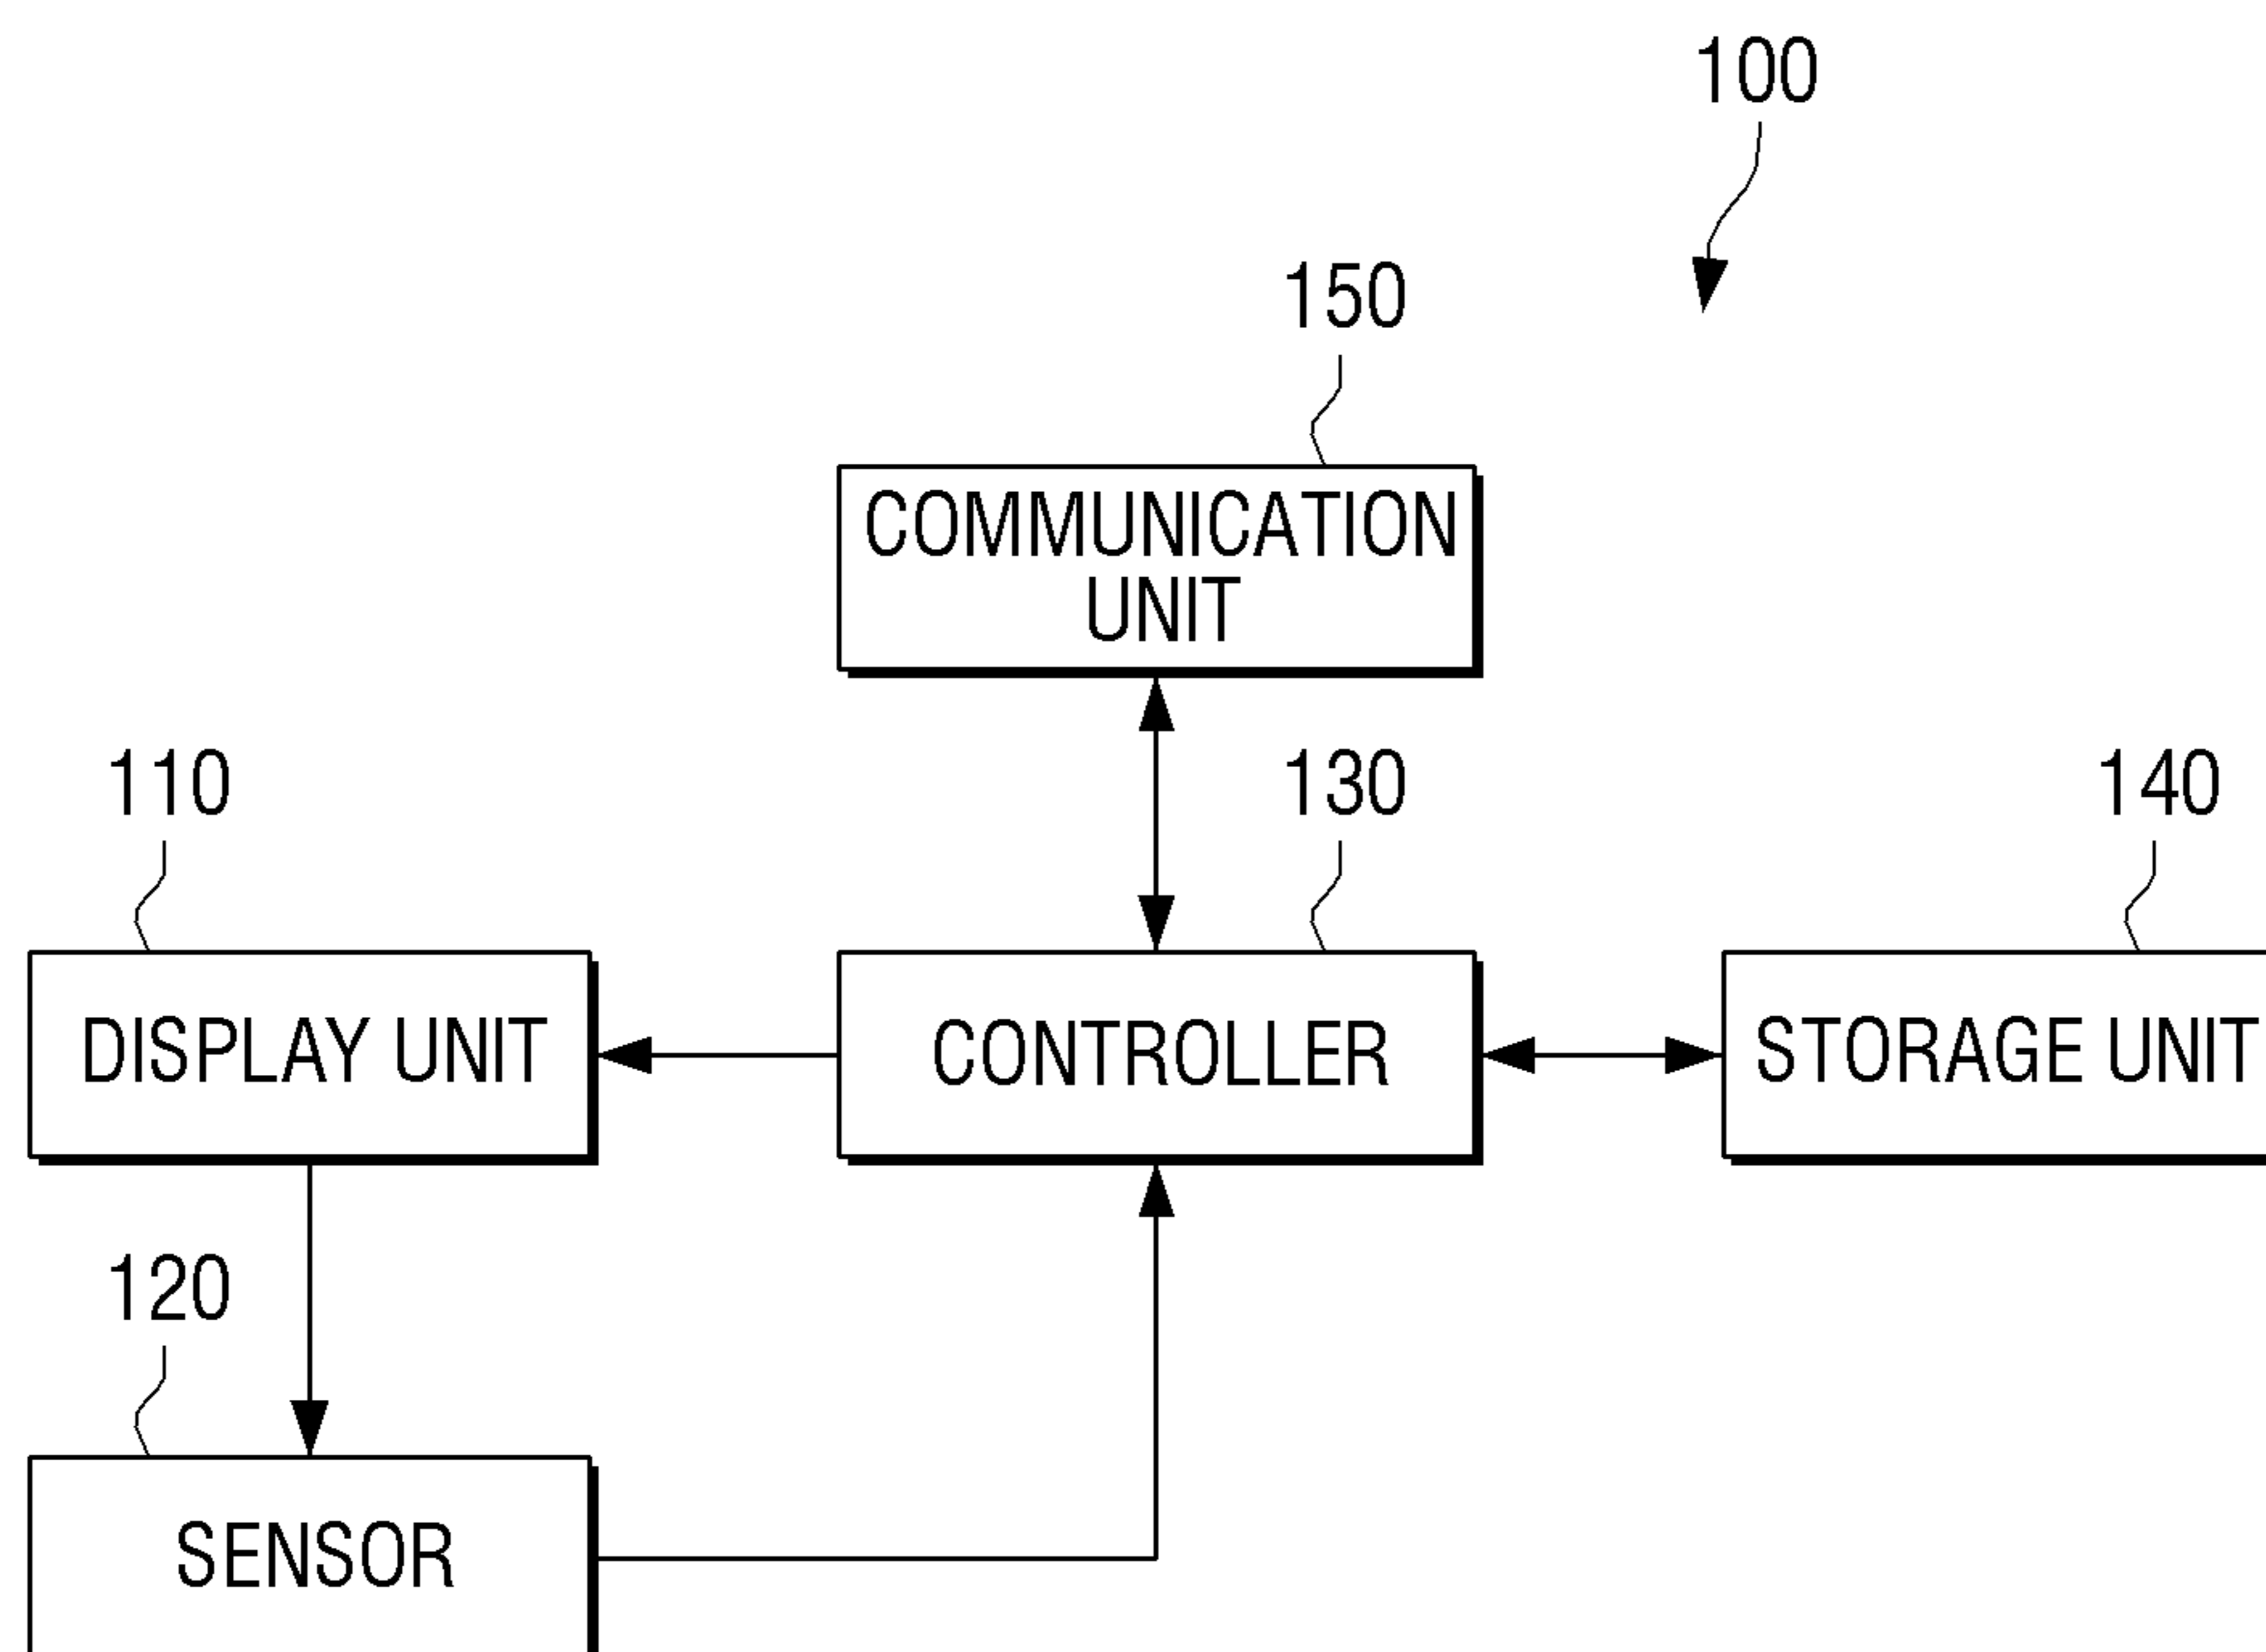 100
150
COMMUNICATION
UNIT
110
130
140
DISPLAY UNIT
CONTROLLER
STORAGE UNIT
120
SENSOR